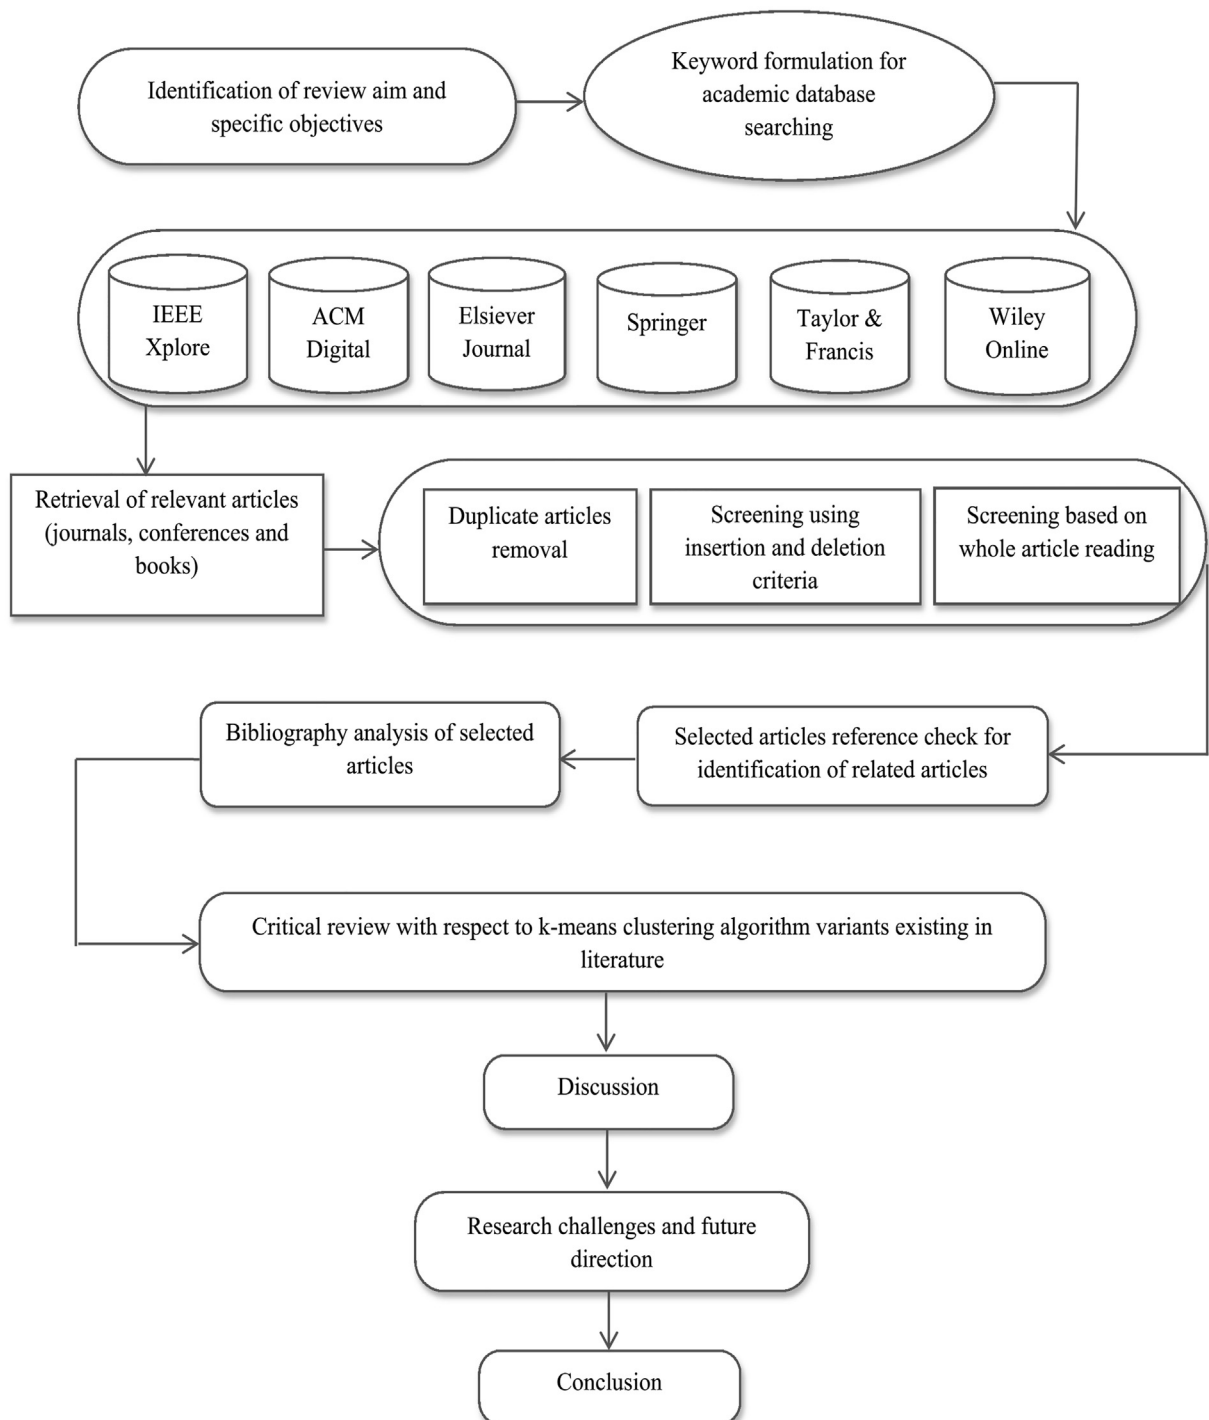 Identification of review aim and
specific objectives
Keyword formulation for
academic database
searching
IEEE
Xplore
ACM
Digital
Elsiever
Journal
Springer
Taylor &
Francis
Wiley
Online
Retrieval of relevant articles
(journals, conferences and
books)
Duplicate articles
removal
Screening using
insertion and deletion
criteria
Screening based on
whole article reading
Bibliography analysis of selected
articles
Selected articles reference check for
identification of related articles
Critical review with respect to k-means clustering algorithm variants existing in
literature
Discussion
Research challenges and future
direction
Conclusion